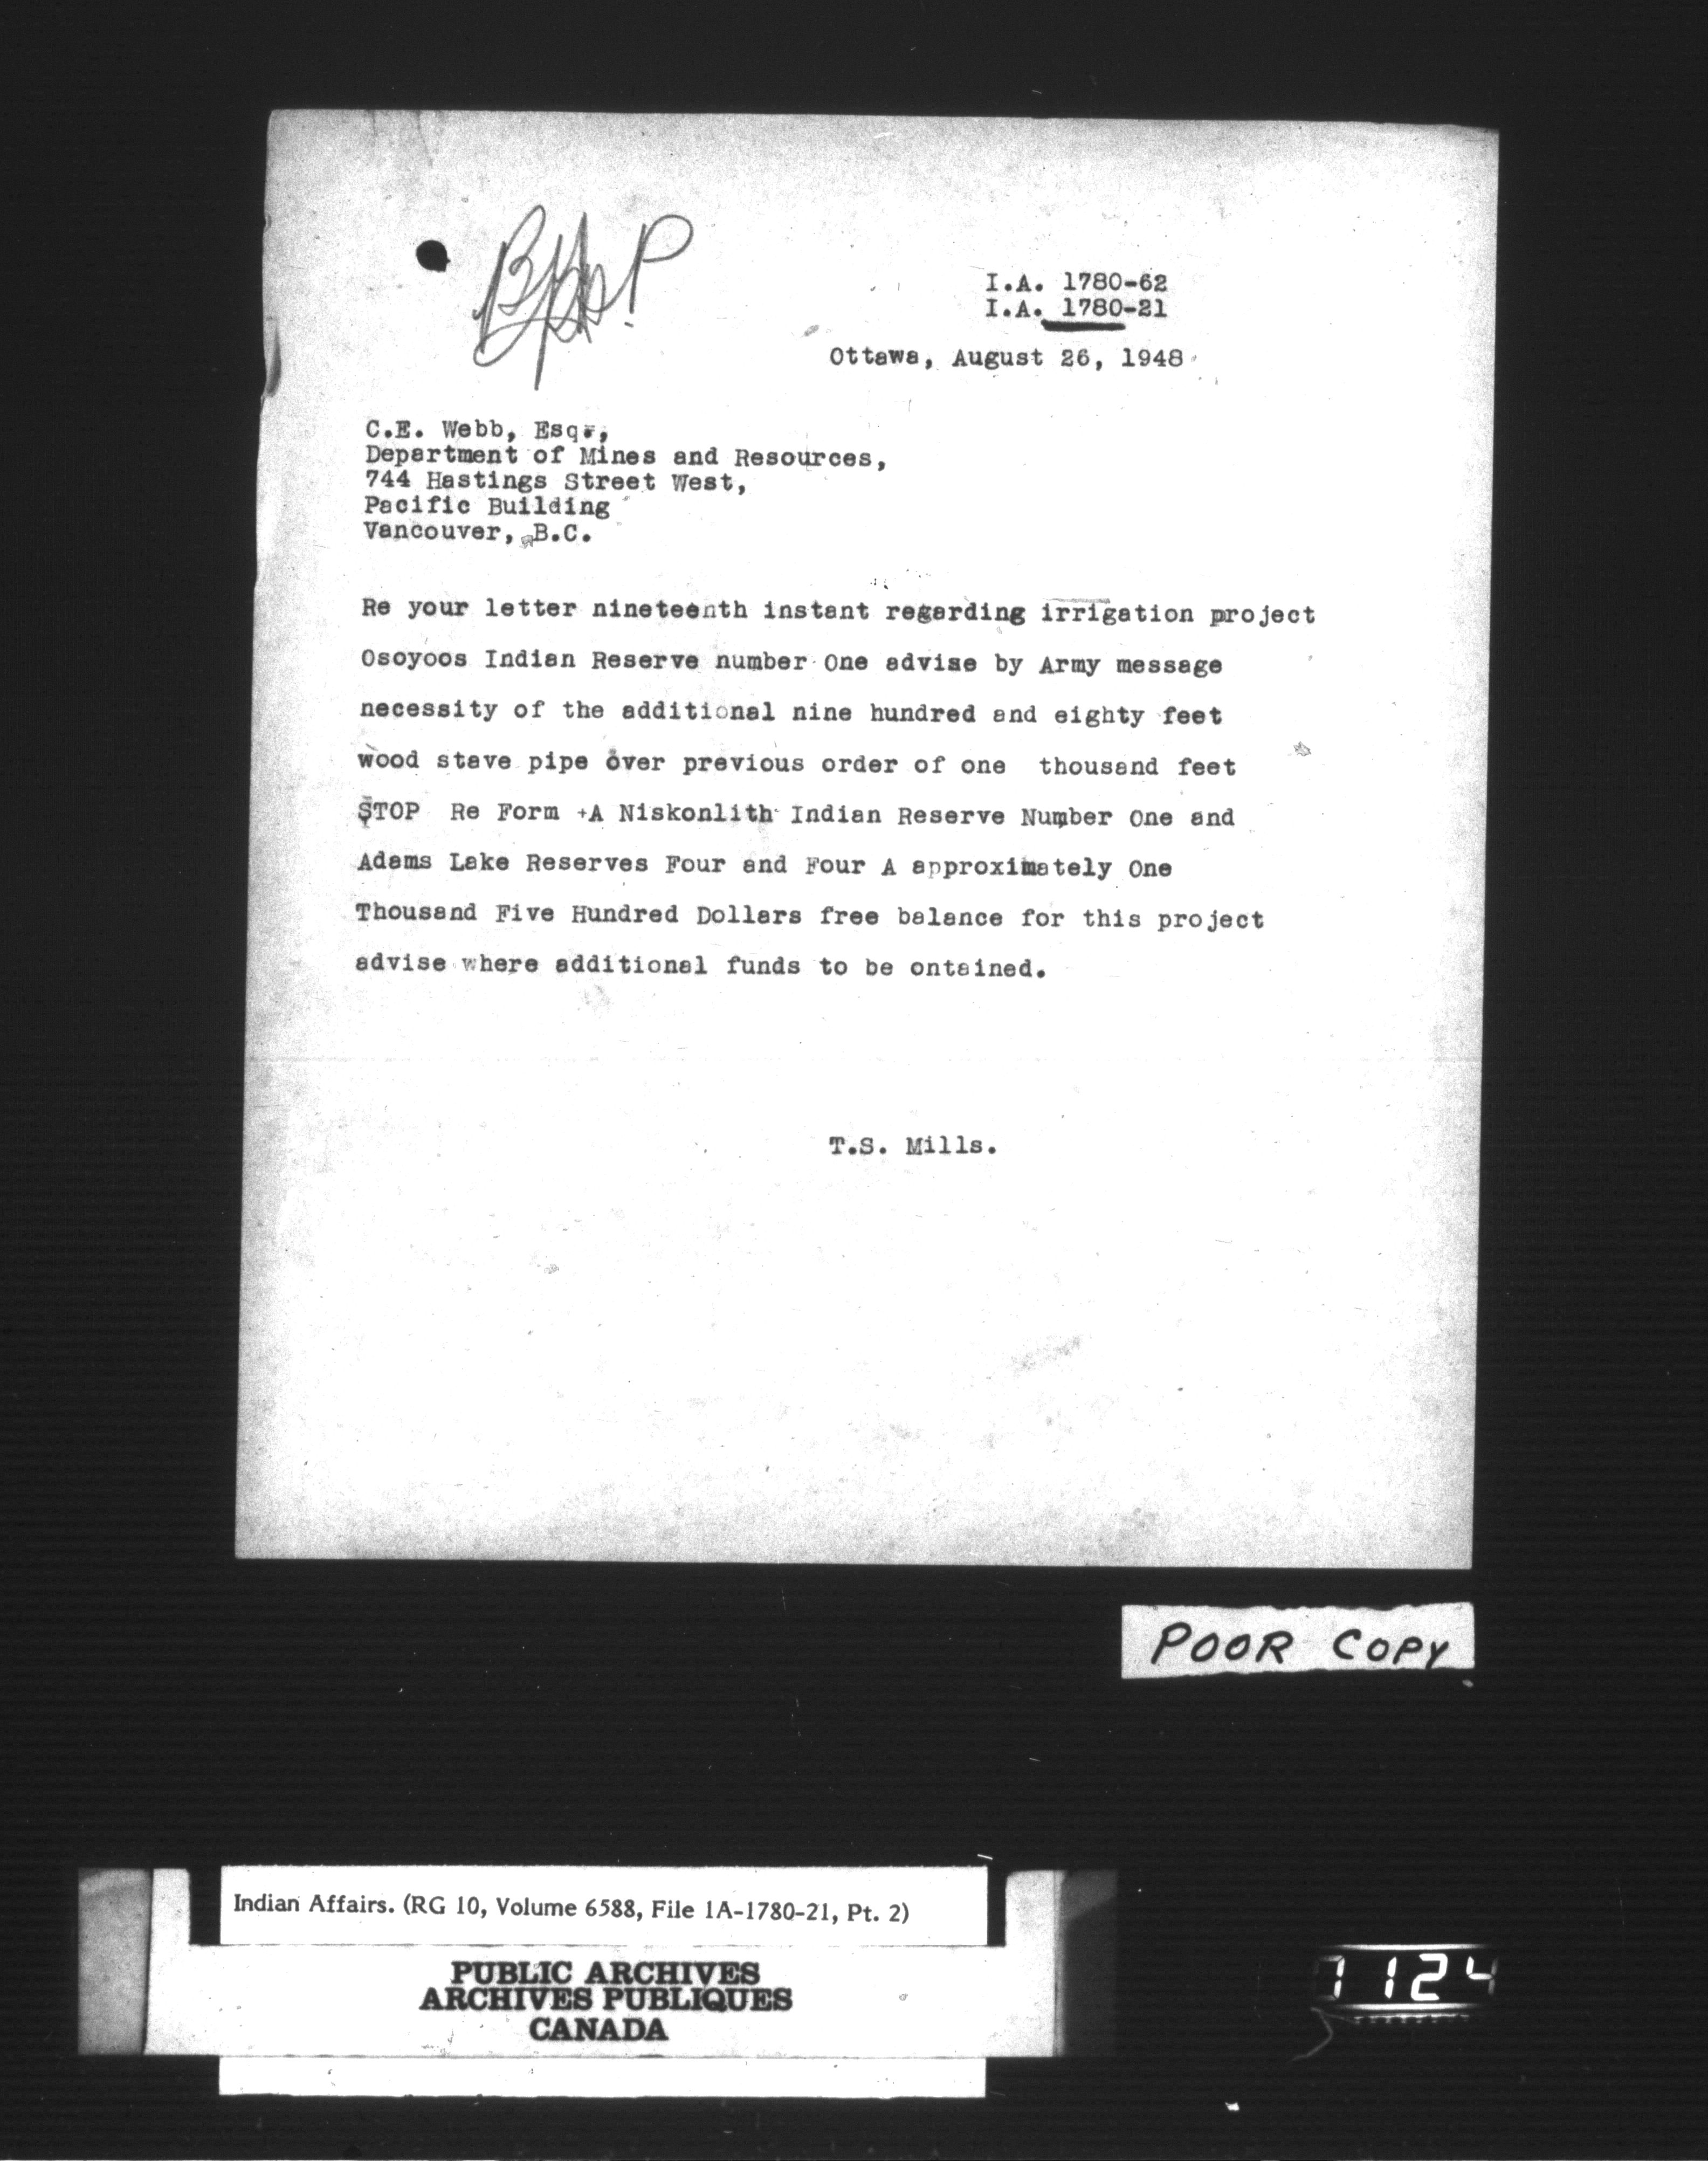 I.A. 1780-62
I.A. 1780-21
Ottawa, August 26, 1948
C.E. Webb, Esqr,
Department of Mines and Resources,
744 Hastings Street West,
Pacific Building
Vancouver, B.C.
Re your letter nineteenth instant regarding irrigation project
Osoyoos Indian Reserve number One advise by Army message
necessity of the additional nine hundred and eighty feet
wood stave pipe over previous order of one thousand feet
STOP Re Form +A Niskonlith Indian Reserve Number One and
Adams Lake Reserves Four and Four A approximately One
Thousand Five Hundred Dollars free balance for this project
advise where additional funds to be ontained.
T.S. Mills.
POOR COPY
Indian Affairs. (RG 10, Volume 6588, File 1A-1780-21, Pt. 2)
PUBLIC ARCHIVES
ARCHIVES PUBLIQUES
CANADA
7124